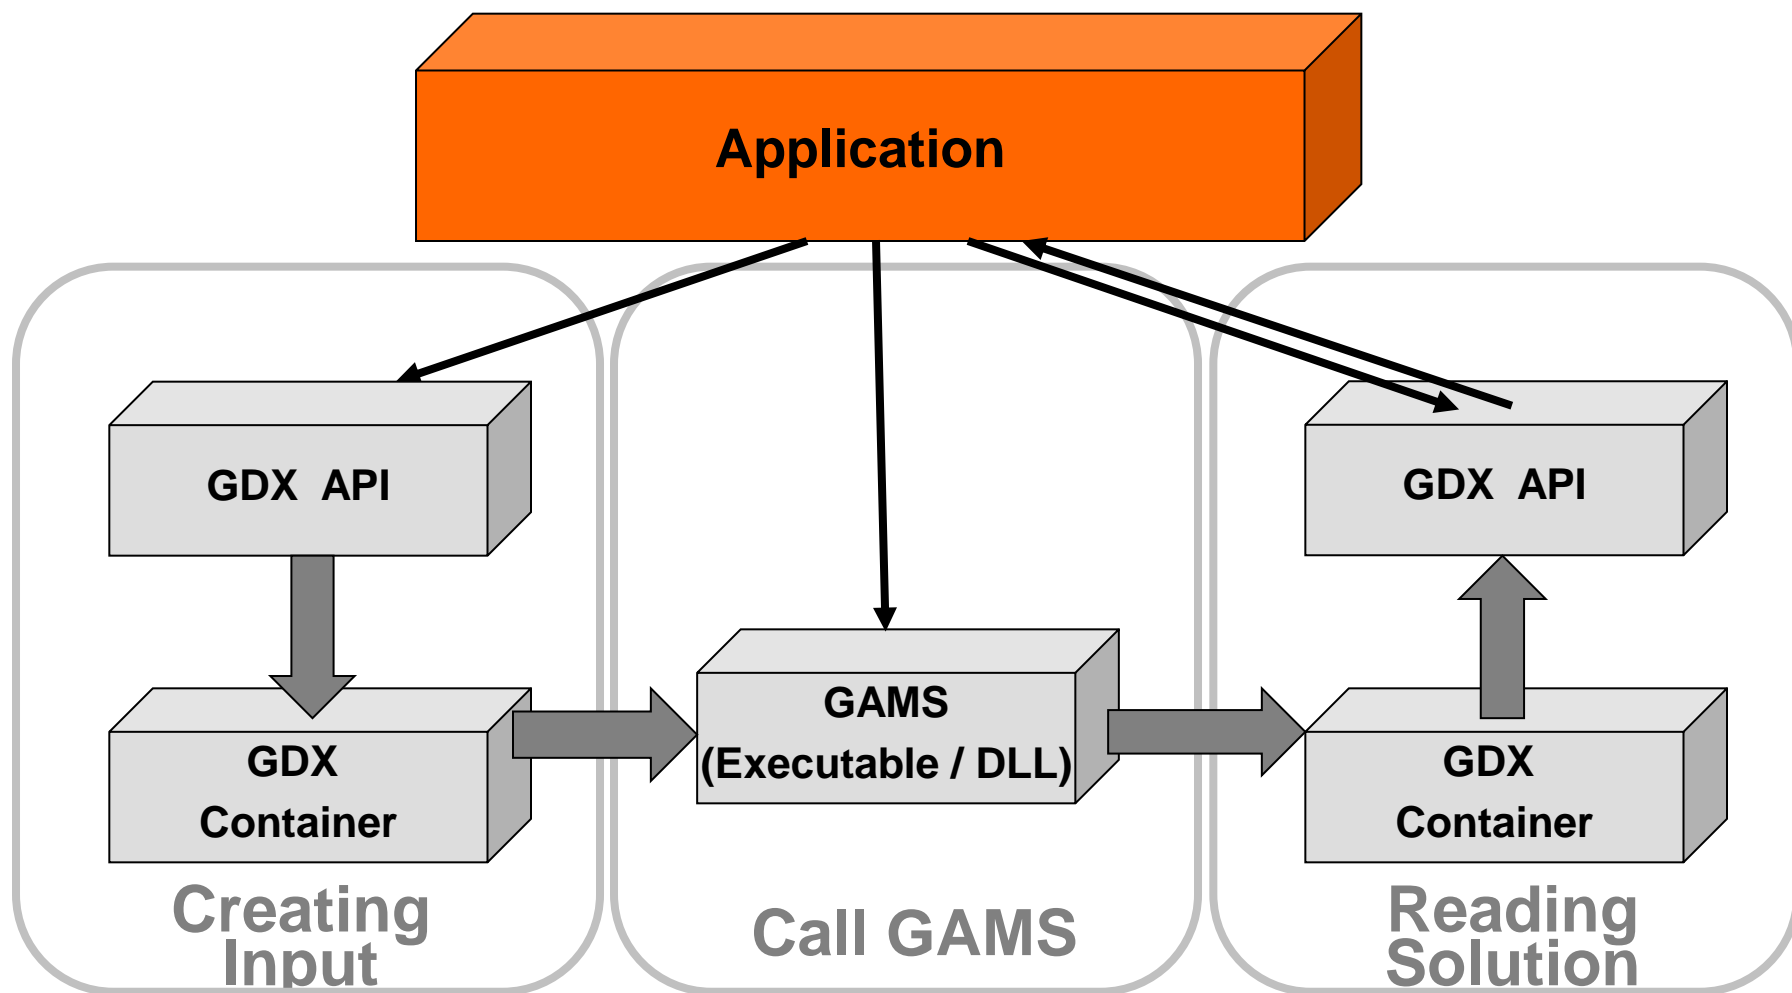 Application
GDX API
GDX API
GAMS
(Executable / DLL)
GDX
Container
GDX
Container
Creating
Input
Call GAMS
Reading
Solution